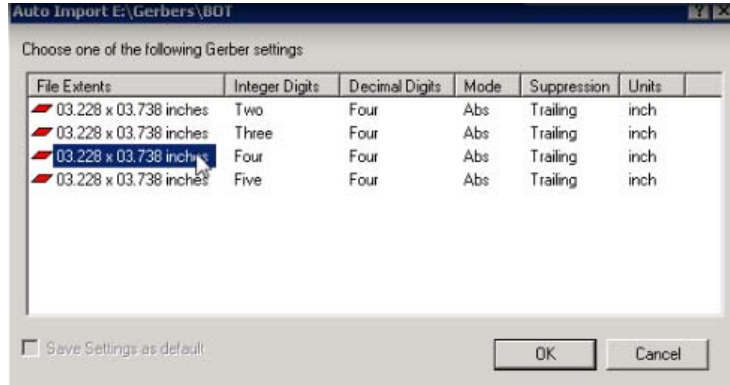 Auto Import E:\Gerbers\BOT
Choose one of the following Gerber settings
File Extents Integer Digits Decimal Digits Mode Suppression Units
03.228 x 03.738 inches Two Four Abs Trailing inch
03.228 x 03.738 inches Three Four Abs Trailing inch
03.228 x 03.738 inches Four Four Abs Trailing inch
03.228 x 03.738 inches Five Four Abs Trailing inch
Save Settings as default
OK Cancel